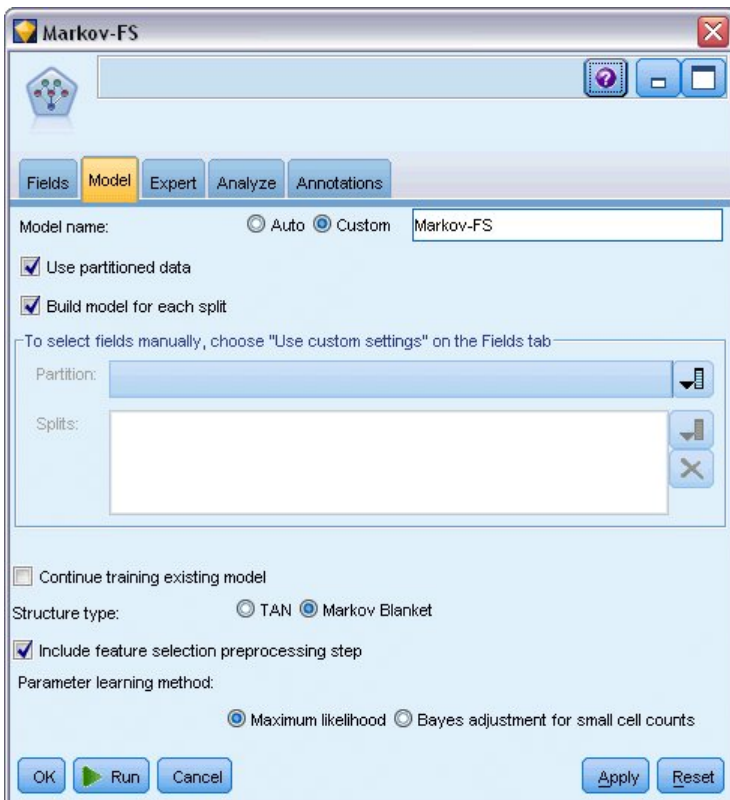 Markov-FS
Fields Model Expert Analyze Annotations
Model name: Auto Custom Markov-FS
Use partitioned data
Build model for each split
To select fields manually, choose "Use custom settings" on the Fields tab
Partition:
Splits:
Continue training existing model
Structure type: TAN Markov Blanket
Include feature selection preprocessing step
Parameter learning method:
Maximum likelihood Bayes adjustment for small cell counts
OK Run Cancel Apply Reset